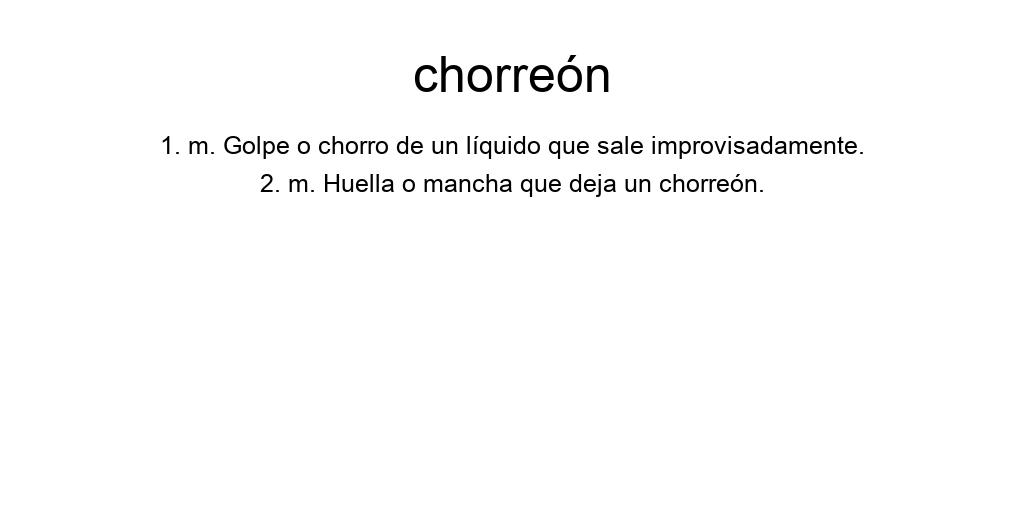 chorreón
1. m. Golpe o chorro de un líquido que sale improvisadamente.
2. m. Huella o mancha que deja un chorreón.